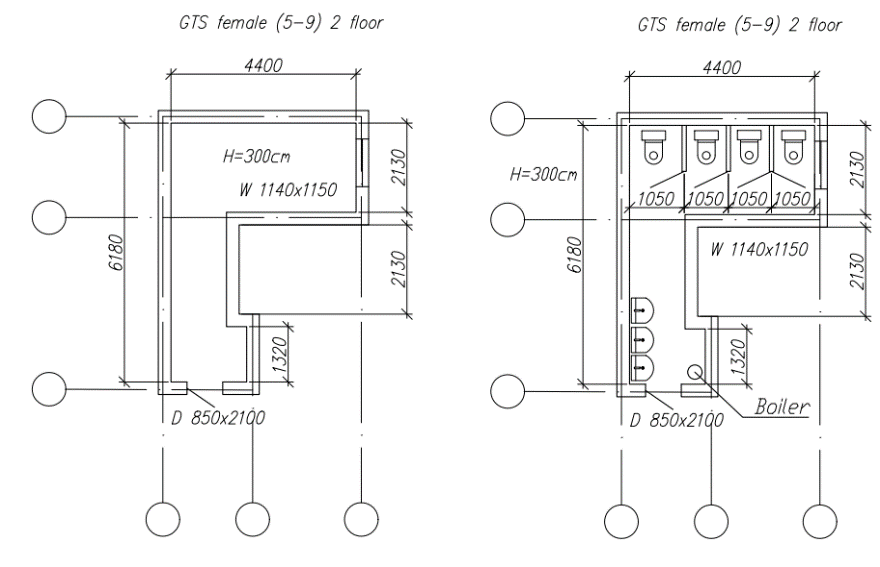 GTS female (5-9) 2 floor
4400
H=300cm
W 1140x1150
2130
6180
2130
1320
D 850x2100
GTS female (5-9) 2 floor
4400
H=300cm
1050 1050 1050 1050
2130
W 1140x1150
6180
2130
1320
Boiler
D 850x2100